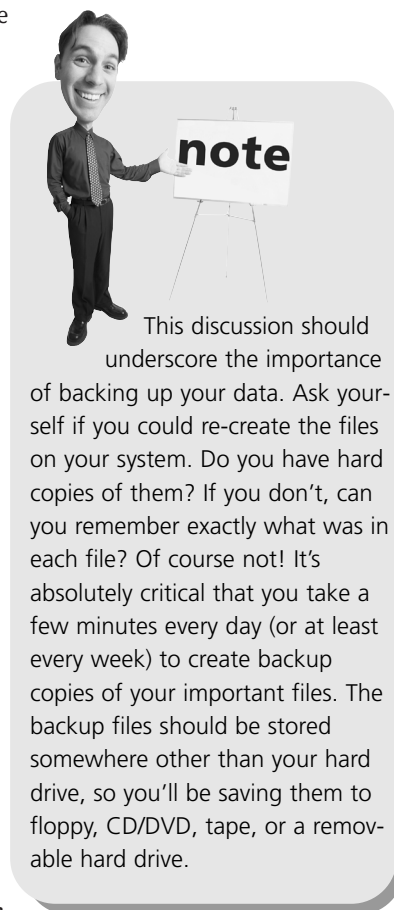 e
note
This discussion should
underscore the importance
of backing up your data. Ask your-
self if you could re-create the files
on your system. Do you have hard
copies of them? If you don't, can
you remember exactly what was in
each file? Of course not! It's
absolutely critical that you take a
few minutes every day (or at least
every week) to create backup
copies of your important files. The
backup files should be stored
somewhere other than your hard
drive, so you'll be saving them to
floppy, CD/DVD, tape, or a remov-
able hard drive.